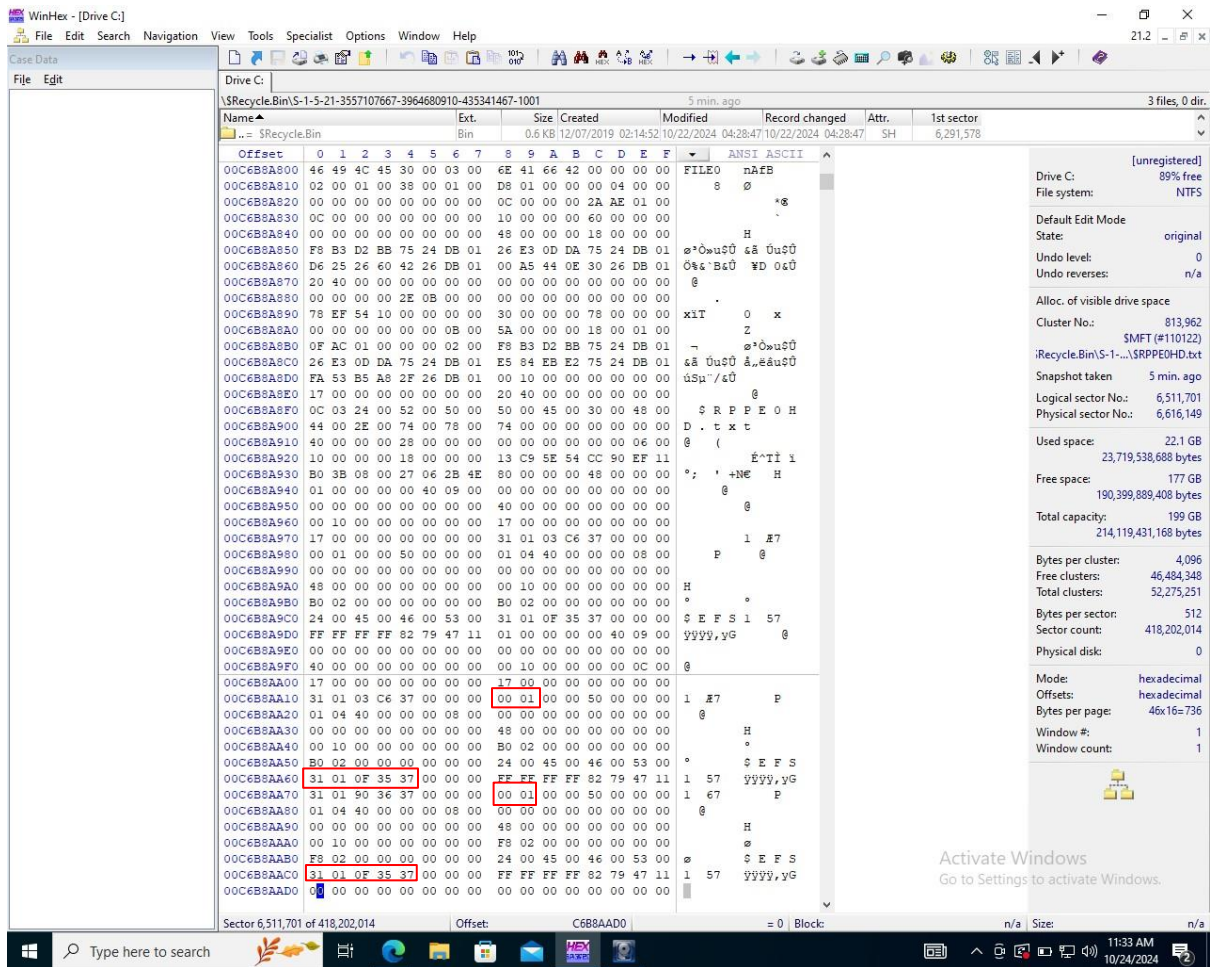 WinHex - [Drive C:]
File Edit Search Navigation View Tools Specialist Options Window Help
21.2
Case Data
File Edit
Drive C:
\$Recycle.Bin\S-1-5-21-3557107667-3964680910-435341467-1001 5 min. ago 3 files, 0 dir.
Name Ext. Size Created Modified Record changed Attr. 1st sector
.. = $Recycle.Bin Bin 0.6 KB 12/07/2019 02:14:52 10/22/2024 04:28:47 10/22/2024 04:28:47 SH 6,291,578
Offset 0 1 2 3 4 5 6 7 8 9 A B C D E F ANSI ASCII
00C6B8A800 46 49 4C 45 30 00 03 00 6E 41 66 42 00 00 00 00 FILE0 nAfB
00C6B8A810 02 00 01 00 38 00 01 00 D8 01 00 00 00 04 00 00 8 Ø
00C6B8A820 00 00 00 00 00 00 00 00 0C 00 00 00 2A AE 01 00 *®
00C6B8A830 0C 00 00 00 00 00 00 00 10 00 00 00 60 00 00 00 `
00C6B8A840 00 00 00 00 00 00 00 00 48 00 00 00 18 00 00 00 H
00C6B8A850 F8 B3 D2 BB 75 24 DB 01 26 E3 0D DA 75 24 DB 01 ø³Ò»u$Û &ã Úu$Û
00C6B8A860 D6 25 26 60 42 26 DB 01 00 A5 44 0E 30 26 DB 01 Ö%&`B&Û ¥D 0&Û
00C6B8A870 20 40 00 00 00 00 00 00 00 00 00 00 00 00 00 00 @
00C6B8A880 00 00 00 00 2E 0B 00 00 00 00 00 00 00 00 00 00 .
00C6B8A890 78 EF 54 10 00 00 00 00 30 00 00 00 78 00 00 00 xïT 0 x
00C6B8A8A0 00 00 00 00 00 00 0B 00 5A 00 00 00 18 00 01 00 Z
00C6B8A8B0 0F AC 01 00 00 00 02 00 F8 B3 D2 BB 75 24 DB 01 ¬ ø³Ò»u$Û
00C6B8A8C0 26 E3 0D DA 75 24 DB 01 E5 84 EB E2 75 24 DB 01 &ã Úu$Û å„ëâu$Û
00C6B8A8D0 FA 53 B5 A8 2F 26 DB 01 00 10 00 00 00 00 00 00 úSµ¨/&Û
00C6B8A8E0 17 00 00 00 00 00 00 00 20 40 00 00 00 00 00 00 @
00C6B8A8F0 0C 03 24 00 52 00 50 00 50 00 45 00 30 00 48 00 $ R P P E 0 H
00C6B8A900 44 00 2E 00 74 00 78 00 74 00 00 00 00 00 00 00 D . t x t
00C6B8A910 40 00 00 00 28 00 00 00 00 00 00 00 00 00 06 00 @ (
00C6B8A920 10 00 00 00 18 00 00 00 13 C9 5E 54 CC 90 EF 11 É^TÌ ï
00C6B8A930 B0 3B 08 00 27 06 2B 4E 80 00 00 00 48 00 00 00 °; ' +N€ H
00C6B8A940 01 00 00 00 00 40 09 00 00 00 00 00 00 00 00 00 @
00C6B8A950 00 00 00 00 00 00 00 00 40 00 00 00 00 00 00 00 @
00C6B8A960 00 10 00 00 00 00 00 00 17 00 00 00 00 00 00 00
00C6B8A970 17 00 00 00 00 00 00 00 31 01 03 C6 37 00 00 00 1 Æ7
00C6B8A980 00 01 00 00 50 00 00 00 01 04 40 00 00 00 08 00 P @
00C6B8A990 00 00 00 00 00 00 00 00 00 00 00 00 00 00 00 00
00C6B8A9A0 48 00 00 00 00 00 00 00 00 10 00 00 00 00 00 00 H
00C6B8A9B0 B0 02 00 00 00 00 00 00 B0 02 00 00 00 00 00 00 ° °
00C6B8A9C0 24 00 45 00 46 00 53 00 31 01 0F 35 37 00 00 00 $ E F S 1 57
00C6B8A9D0 FF FF FF FF 82 79 47 11 01 00 00 00 00 40 09 00 ÿÿÿÿ‚yG @
00C6B8A9E0 00 00 00 00 00 00 00 00 00 00 00 00 00 00 00 00
00C6B8A9F0 40 00 00 00 00 00 00 00 00 10 00 00 00 00 0C 00 @
00C6B8AA00 17 00 00 00 00 00 00 00 17 00 00 00 00 00 00 00
00C6B8AA10 31 01 03 C6 37 00 00 00 00 01 00 00 50 00 00 00 1 Æ7 P
00C6B8AA20 01 04 40 00 00 00 08 00 00 00 00 00 00 00 00 00 @
00C6B8AA30 00 00 00 00 00 00 00 00 48 00 00 00 00 00 00 00 H
00C6B8AA40 00 10 00 00 00 00 00 00 B0 02 00 00 00 00 00 00 °
00C6B8AA50 B0 02 00 00 00 00 00 00 24 00 45 00 46 00 53 00 ° $ E F S
00C6B8AA60 31 01 0F 35 37 00 00 00 FF FF FF FF 82 79 47 11 1 57 ÿÿÿÿ‚yG
00C6B8AA70 31 01 90 36 37 00 00 00 00 01 00 00 50 00 00 00 1 67 P
00C6B8AA80 01 04 40 00 00 00 08 00 00 00 00 00 00 00 00 00 @
00C6B8AA90 00 00 00 00 00 00 00 00 48 00 00 00 00 00 00 00 H
00C6B8AAA0 00 10 00 00 00 00 00 00 F8 02 00 00 00 00 00 00 ø
00C6B8AAB0 F8 02 00 00 00 00 00 00 24 00 45 00 46 00 53 00 ø $ E F S
00C6B8AAC0 31 01 0F 35 37 00 00 00 FF FF FF FF 82 79 47 11 1 57 ÿÿÿÿ‚yG
00C6B8AAD0 00 00 00 00 00 00 00 00 00 00 00 00 00 00 00 00
[unregistered]
Drive C: 89% free
File system: NTFS
Default Edit Mode
State: original
Undo level: 0
Undo reverses: n/a
Alloc. of visible drive space
Cluster No.: 813,962
$MFT (#110122)
:Recycle.Bin\S-1-...\$RPPE0HD.txt
Snapshot taken 5 min. ago
Logical sector No.: 6,511,701
Physical sector No.: 6,616,149
Used space: 22.1 GB
23,719,538,688 bytes
Free space: 177 GB
190,399,889,408 bytes
Total capacity: 199 GB
214,119,431,168 bytes
Bytes per cluster: 4,096
Free clusters: 46,484,348
Total clusters: 52,275,251
Bytes per sector: 512
Sector count: 418,202,014
Physical disk: 0
Mode: hexadecimal
Offsets: hexadecimal
Bytes per page: 46x16=736
Window #: 1
Window count: 1
Activate Windows
Go to Settings to activate Windows.
Sector 6,511,701 of 418,202,014 Offset: C6B8AAD0 = 0 Block: n/a Size: n/a
Type here to search
11:33 AM
10/24/2024
2